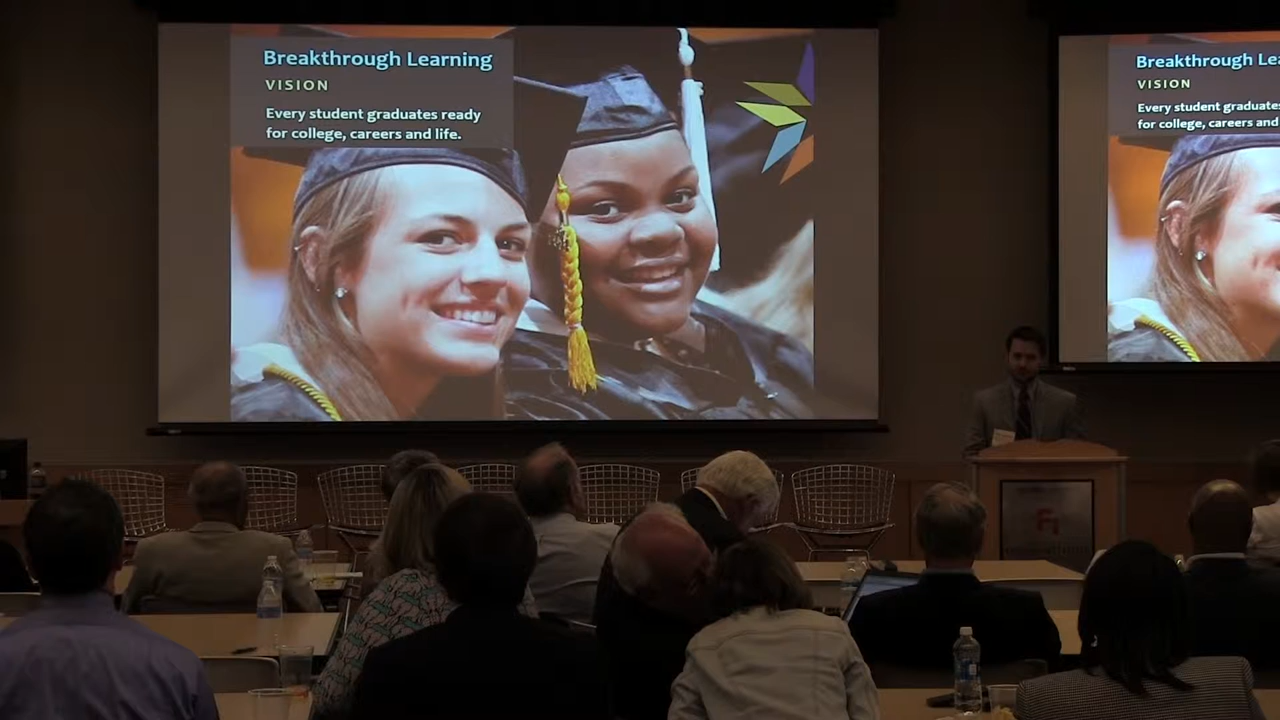 Breakthrough Learning
VISION
Every student graduates ready
for college, careers and life.
Breakthrough Lea
VISION
Every student graduates
for college, careers and